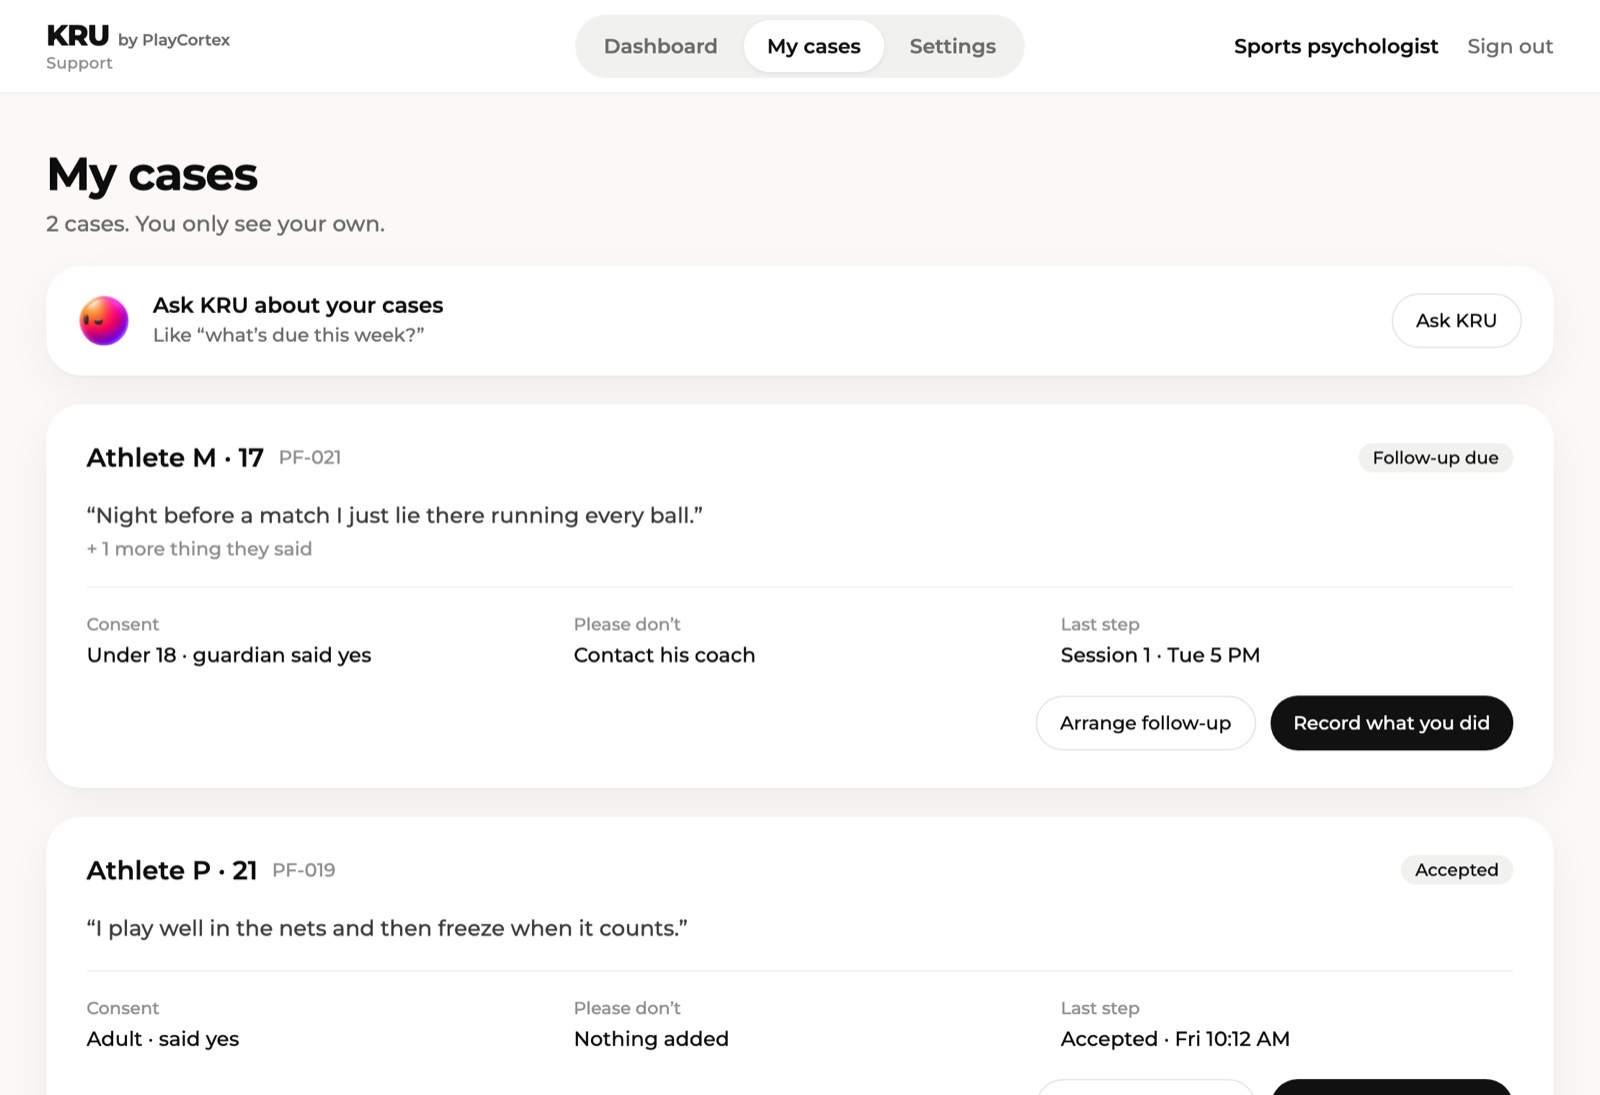 KRU by PlayCortex
Support
Dashboard
My cases
Settings
Sports psychologist
Sign out
My cases
2 cases. You only see your own.
Ask KRU about your cases
Like “what’s due this week?”
Ask KRU
Athlete M · 17 PF-021
Follow-up due
“Night before a match I just lie there running every ball.”
+ 1 more thing they said
Consent
Under 18 · guardian said yes
Please don’t
Contact his coach
Last step
Session 1 · Tue 5 PM
Arrange follow-up
Record what you did
Athlete P · 21 PF-019
Accepted
“I play well in the nets and then freeze when it counts.”
Consent
Adult · said yes
Please don’t
Nothing added
Last step
Accepted · Fri 10:12 AM